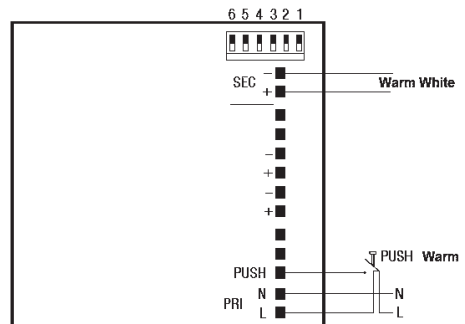 6 5 4 3 2 1
SEC
−
+
Warm White
−
+
−
+
PUSH
PUSH Warm
PRI
N
N
L
L